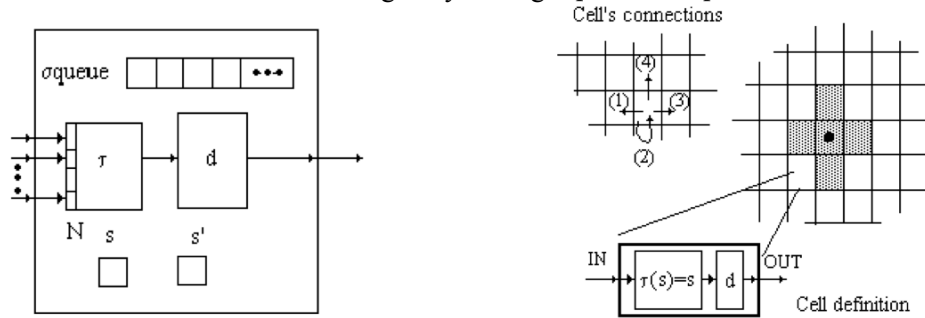 σqueue
τ
d
N
s
s'
Cell's connections
(4)
(1)
(3)
(2)
IN
τ(s)=s
d
OUT
Cell definition